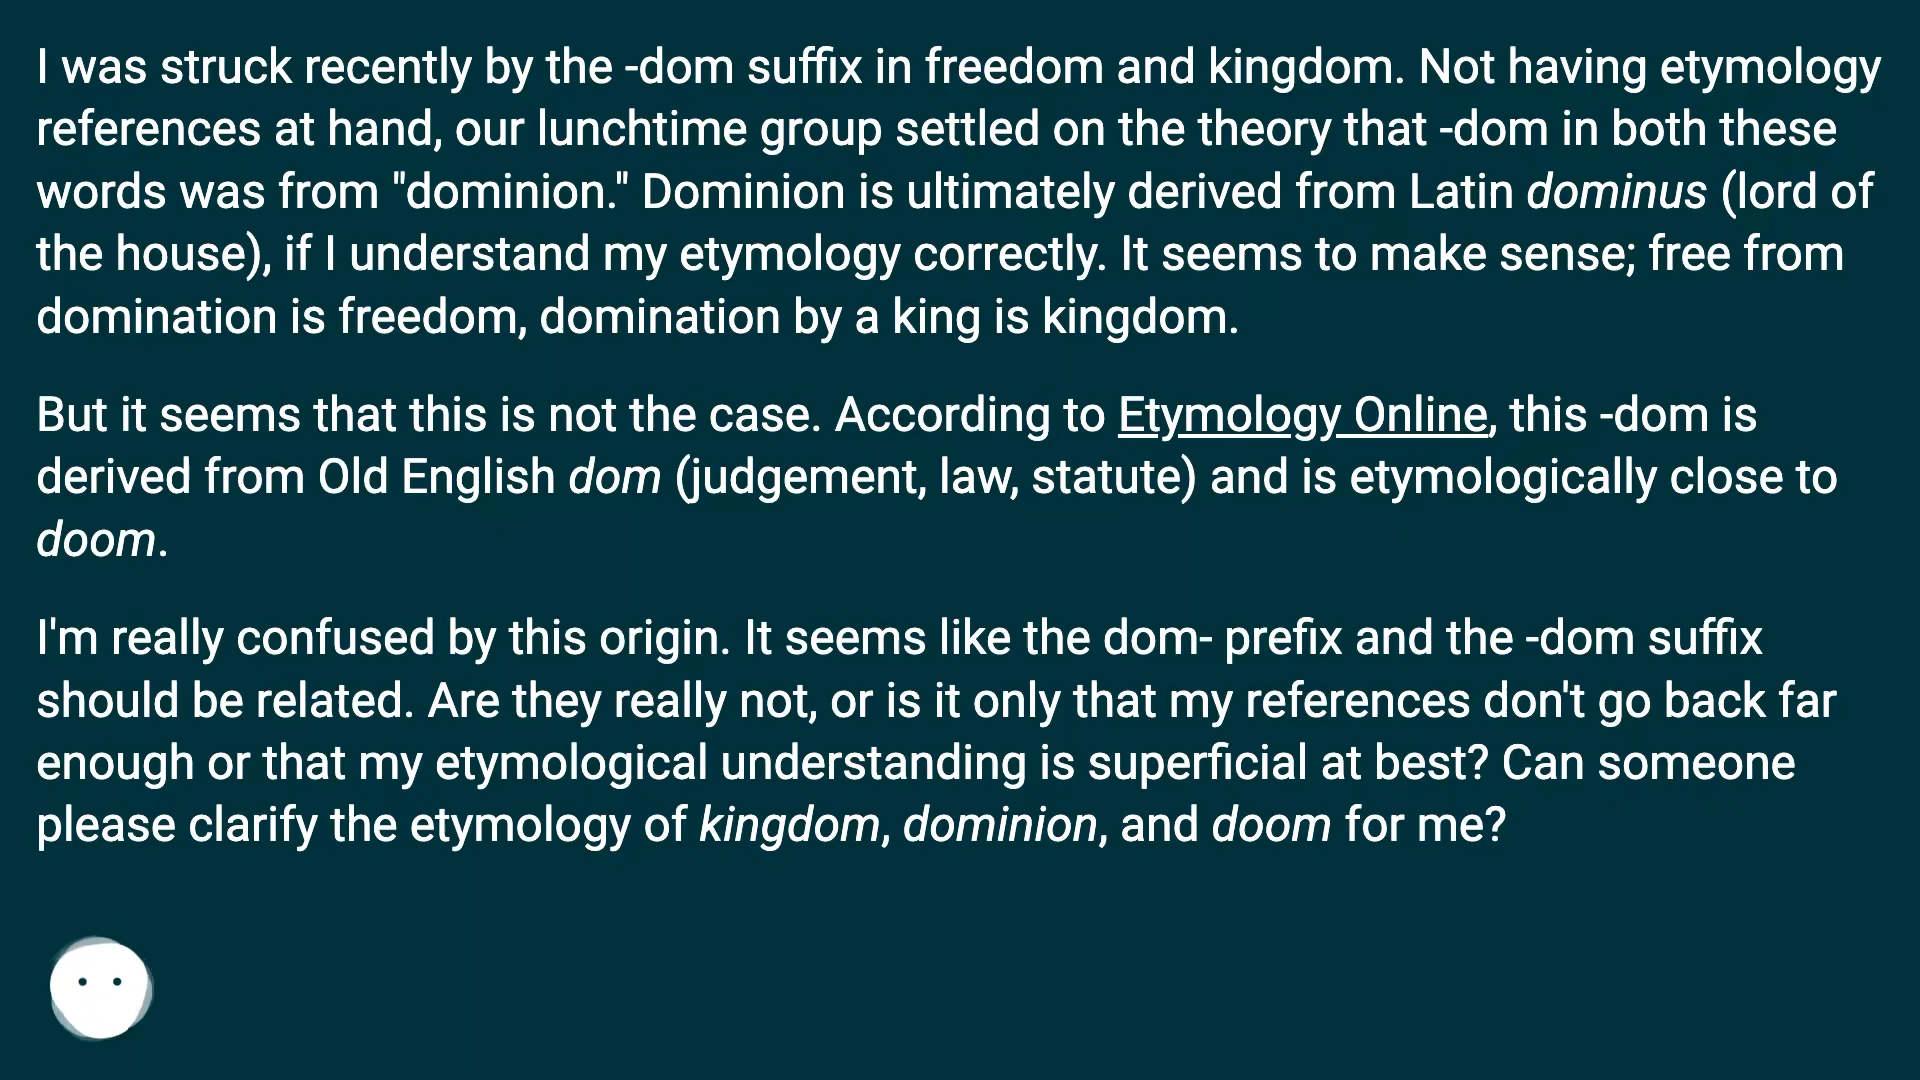 I was struck recently by the -dom suffix in freedom and kingdom. Not having etymology
references at hand, our lunchtime group settled on the theory that -dom in both these
words was from "dominion." Dominion is ultimately derived from Latin dominus (lord of
the house), if I understand my etymology correctly. It seems to make sense; free from
domination is freedom, domination by a king is kingdom.
But it seems that this is not the case. According to Etymology Online, this -dom is
derived from Old English dom (judgement, law, statute) and is etymologically close to
doom.
I'm really confused by this origin. It seems like the dom- prefix and the -dom suffix
should be related. Are they really not, or is it only that my references don't go back far
enough or that my etymological understanding is superficial at best? Can someone
please clarify the etymology of kingdom, dominion, and doom for me?